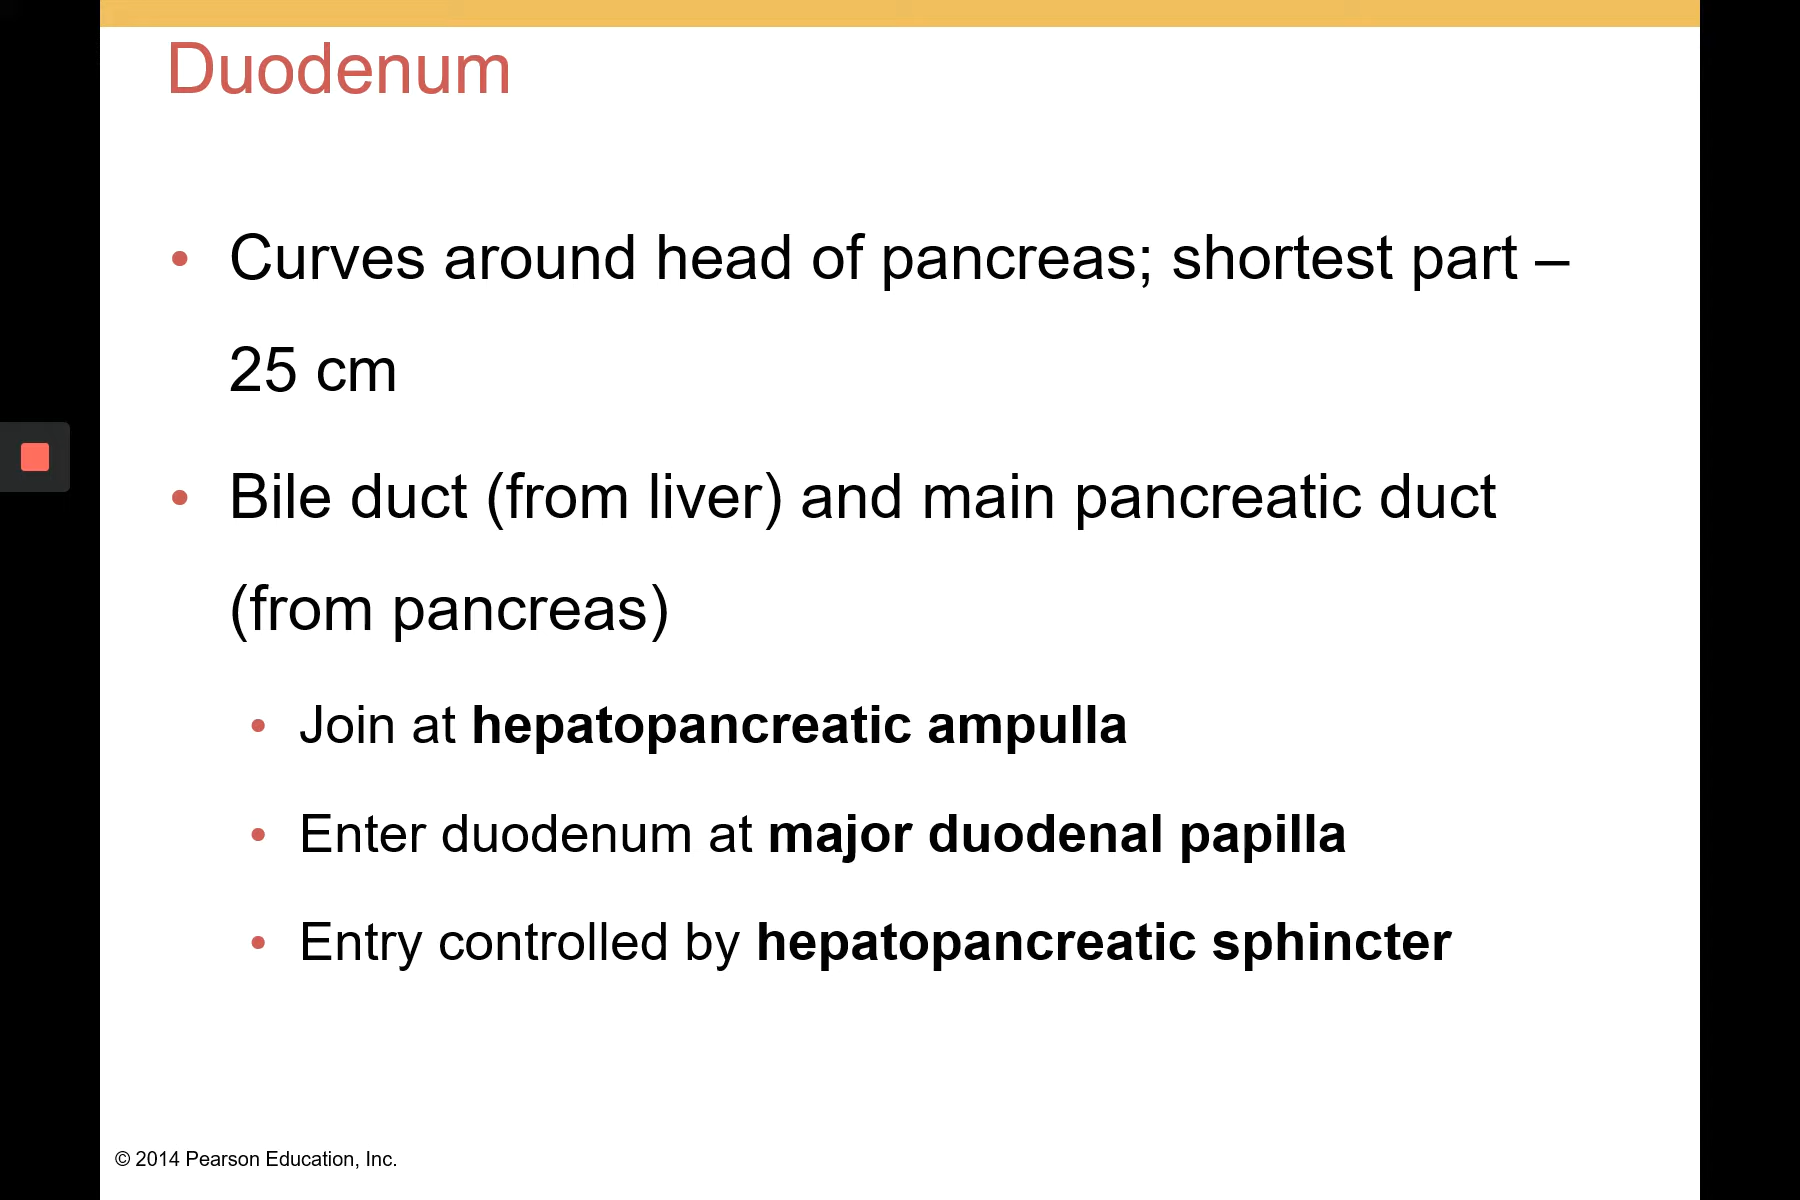 Duodenum
• Curves around head of pancreas; shortest part –
25 cm
• Bile duct (from liver) and main pancreatic duct
(from pancreas)
• Join at hepatopancreatic ampulla
• Enter duodenum at major duodenal papilla
• Entry controlled by hepatopancreatic sphincter
© 2014 Pearson Education, Inc.